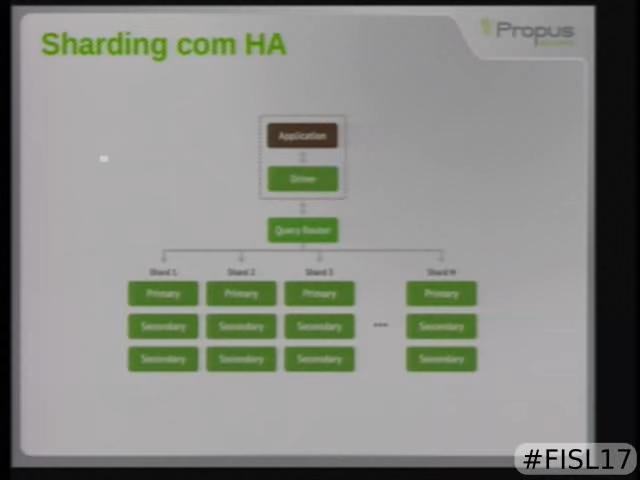 Sharding com HA
Propus
Application
Driver
Query Router
Shard 1 Shard 2 Shard 3 Shard N
Primary Primary Primary Primary
Secondary Secondary Secondary ... Secondary
Secondary Secondary Secondary Secondary
#FISL17